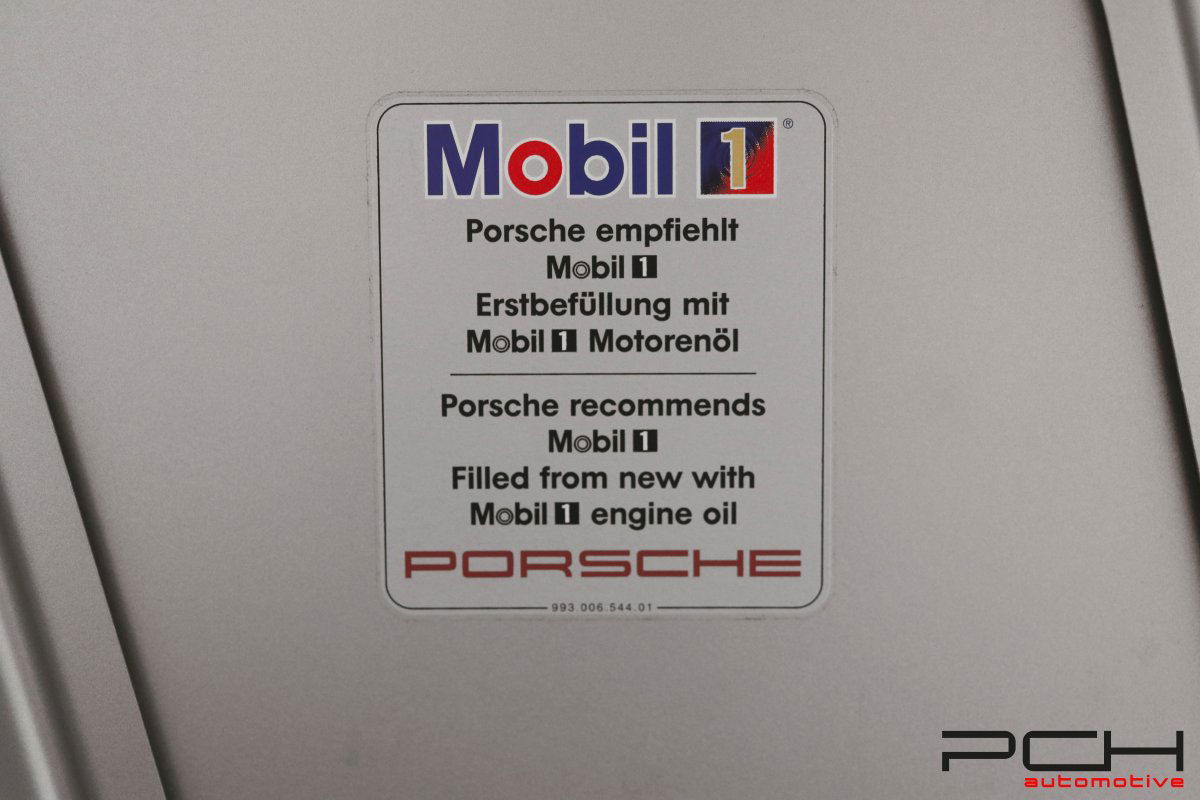 Mobil 1 ®
Porsche empfiehlt
Mobil 1
Erstbefüllung mit
Mobil 1 Motorenöl
Porsche recommends
Mobil 1
Filled from new with
Mobil 1 engine oil
PORSCHE
993.006.544.01
PCH
automotive